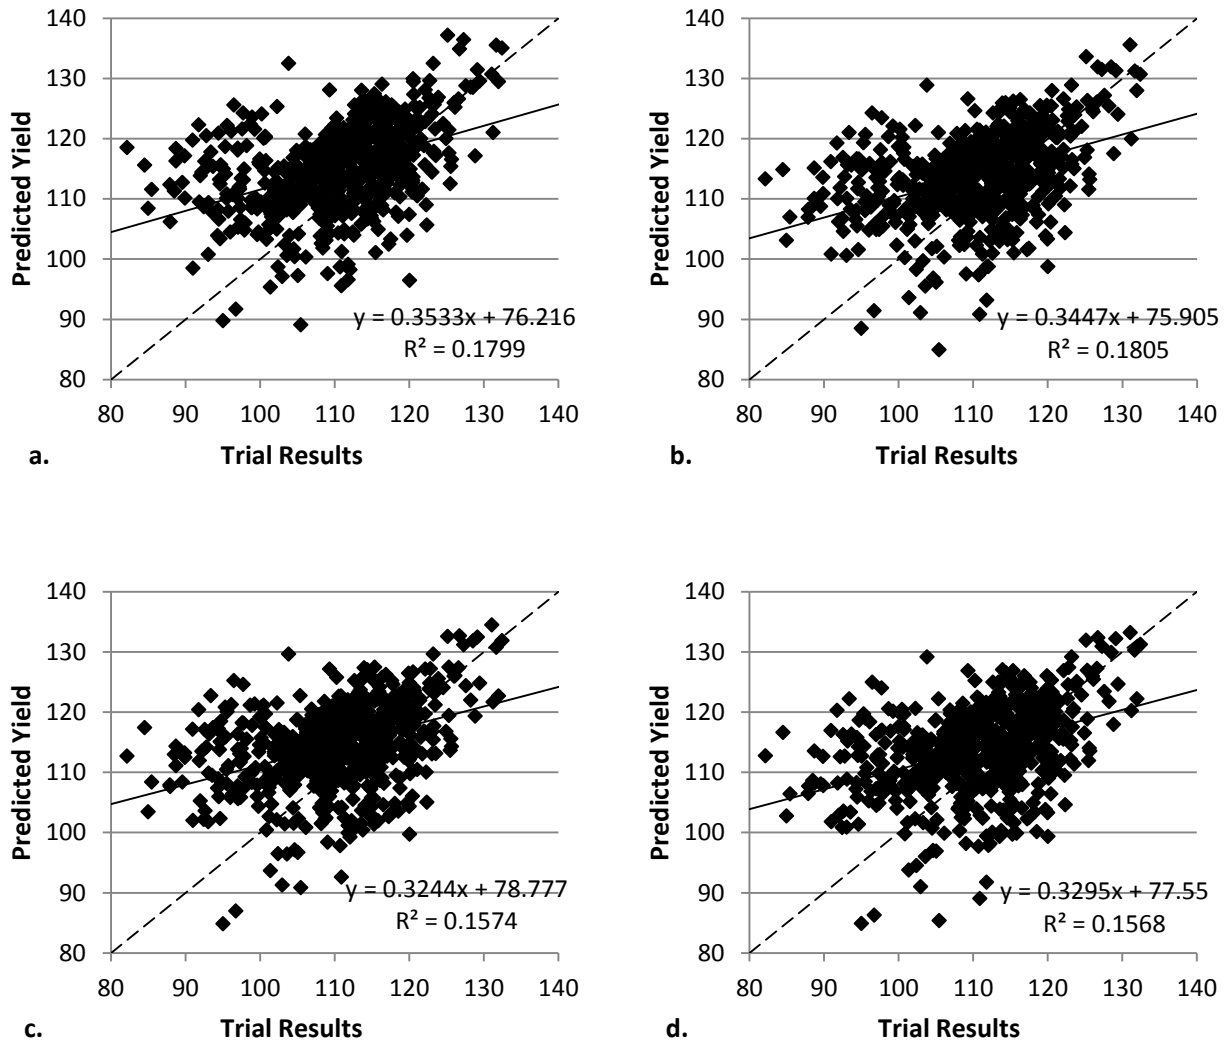 140
130
120
110
100
90
80
Predicted Yield
y = 0.3533x + 76.216
R² = 0.1799
80 90 100 110 120 130 140
a. Trial Results
140
130
120
110
100
90
80
Predicted Yield
y = 0.3447x + 75.905
R² = 0.1805
80 90 100 110 120 130 140
b. Trial Results
140
130
120
110
100
90
80
Predicted Yield
y = 0.3244x + 78.777
R² = 0.1574
80 90 100 110 120 130 140
c. Trial Results
140
130
120
110
100
90
80
Predicted Yield
y = 0.3295x + 77.55
R² = 0.1568
80 90 100 110 120 130 140
d. Trial Results